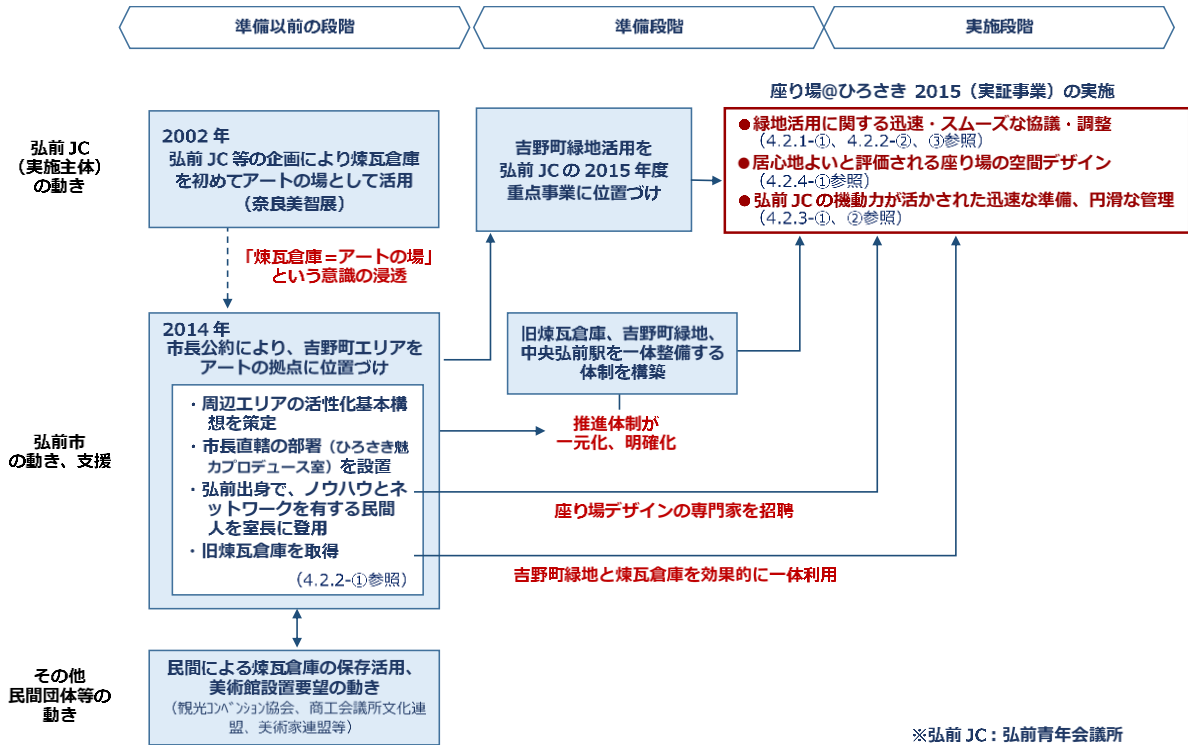 準備以前の段階
準備段階
実施段階
座り場@ひろさき 2015（実証事業）の実施
弘前 JC
（実施主体）
の動き
2002 年
弘前 JC 等の企画により煉瓦倉庫
を初めてアートの場として活用
（奈良美智展）
吉野町緑地活用を
弘前 JC の 2015 年度
重点事業に位置づけ
●緑地活用に関する迅速・スムーズな協議・調整
（4.2.1-①、4.2.2-②、③参照）
●居心地よいと評価される座り場の空間デザイン
（4.2.4-①参照）
●弘前 JC の機動力が活かされた迅速な準備、円滑な管理
（4.2.3-①、②参照）
「煉瓦倉庫＝アートの場」
という意識の浸透
弘前市
の動き、支援
2014 年
市長公約により、吉野町エリアを
アートの拠点に位置づけ
・周辺エリアの活性化基本構
想を策定
・市長直轄の部署（ひろさき魅
力プロデュース室）を設置
・弘前出身で、ノウハウとネ
ットワークを有する民間
人を室長に登用
・旧煉瓦倉庫を取得
（4.2.2-①参照）
旧煉瓦倉庫、吉野町緑地、
中央弘前駅を一体整備する
体制を構築
推進体制が
一元化、明確化
座り場デザインの専門家を招聘
吉野町緑地と煉瓦倉庫を効果的に一体利用
その他
民間団体等の
動き
民間による煉瓦倉庫の保存活用、
美術館設置要望の動き
（観光ｺﾝﾍﾞﾝｼｮﾝ協会、商工会議所文化連
盟、美術家連盟等）
※弘前 JC：弘前青年会議所